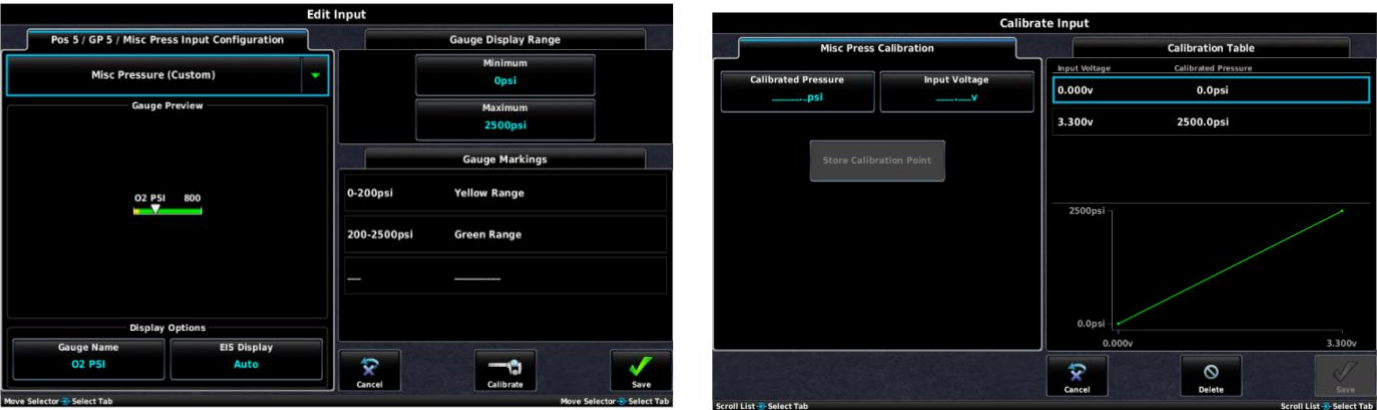 Edit Input
Pos 5 / GP 5 / Misc Press Input Configuration
Misc Pressure (Custom)
Gauge Preview
O2 PSI 800
Display Options
Gauge Name
O2 PSI
EIS Display
Auto
Gauge Display Range
Minimum
0psi
Maximum
2500psi
Gauge Markings
0-200psi Yellow Range
200-2500psi Green Range
Cancel
Calibrate
Save
Move Selector Select Tab
Move Selector Select Tab
Calibrate Input
Misc Press Calibration
Calibrated Pressure
_____._psi
Input Voltage
___.___v
Store Calibration Point
Calibration Table
Input Voltage Calibrated Pressure
0.000v 0.0psi
3.300v 2500.0psi
2500psi
0.0psi
0.000v 3.300v
Cancel
Delete
Save
Scroll List Select Tab
Scroll List Select Tab